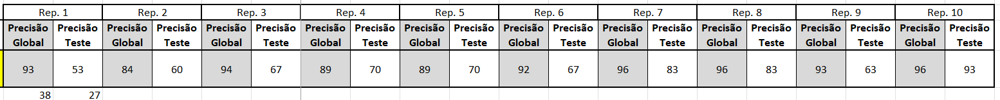 Rep. 1 Rep. 2 Rep. 3 Rep. 4 Rep. 5 Rep. 6 Rep. 7 Rep. 8 Rep. 9 Rep. 10
Precisão Precisão Precisão Precisão Precisão Precisão Precisão Precisão Precisão Precisão Precisão Precisão Precisão Precisão Precisão Precisão Precisão Precisão Precisão Precisão
Global Teste Global Teste Global Teste Global Teste Global Teste Global Teste Global Teste Global Teste Global Teste Global Teste
93 53 84 60 94 67 89 70 89 70 92 67 96 83 96 83 93 63 96 93
38 27